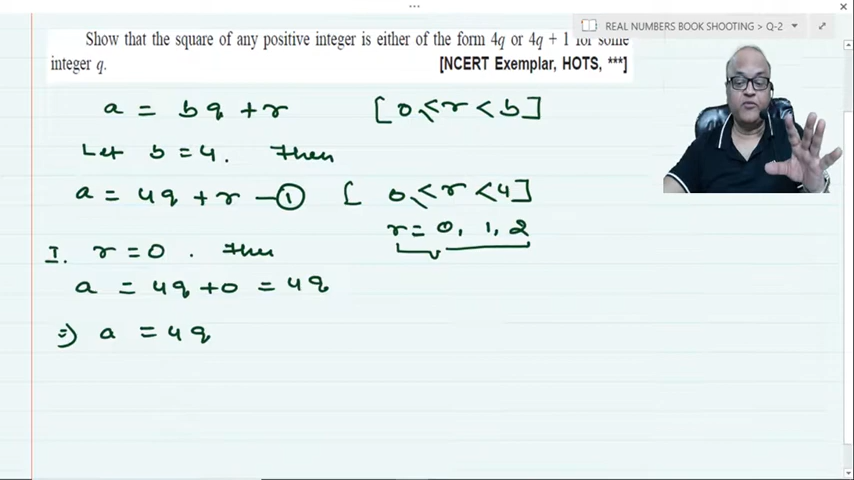 REAL NUMBERS BOOK SHOOTING > Q-2
Show that the square of any positive integer is either of the form 4q or 4q + 1 for some
integer q. [NCERT Exemplar, HOTS, ***]
a = bq + r [0 ≤ r < b]
Let b = 4. Then
a = 4q + r — ① [ 0 ≤ r < 4]
r = 0, 1, 2
I. r = 0 . Then
a = 4q + 0 = 4q
⇒ a = 4q